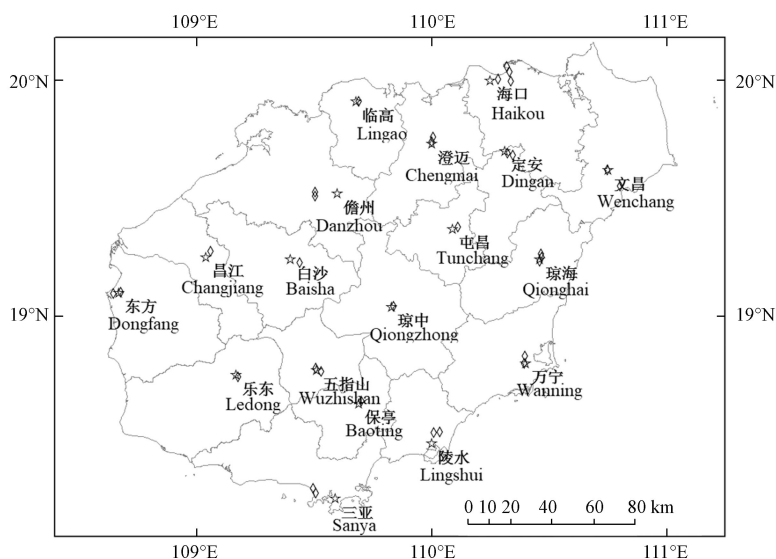 109°E 110°E 111°E
20°N 20°N
海口
Haikou
临高
Lingao
澄迈
Chengmai
定安
Dingan
文昌
Wenchang
儋州
Danzhou
屯昌
Tunchang
昌江
Changjiang
白沙
Baisha
琼海
Qionghai
东方
Dongfang
19°N 19°N
琼中
Qiongzhong
乐东
Ledong
五指山
Wuzhishan
万宁
Wanning
保亭
Baoting
陵水
Lingshui
三亚
Sanya
0 10 20 40 60 80 km
109°E 110°E 111°E